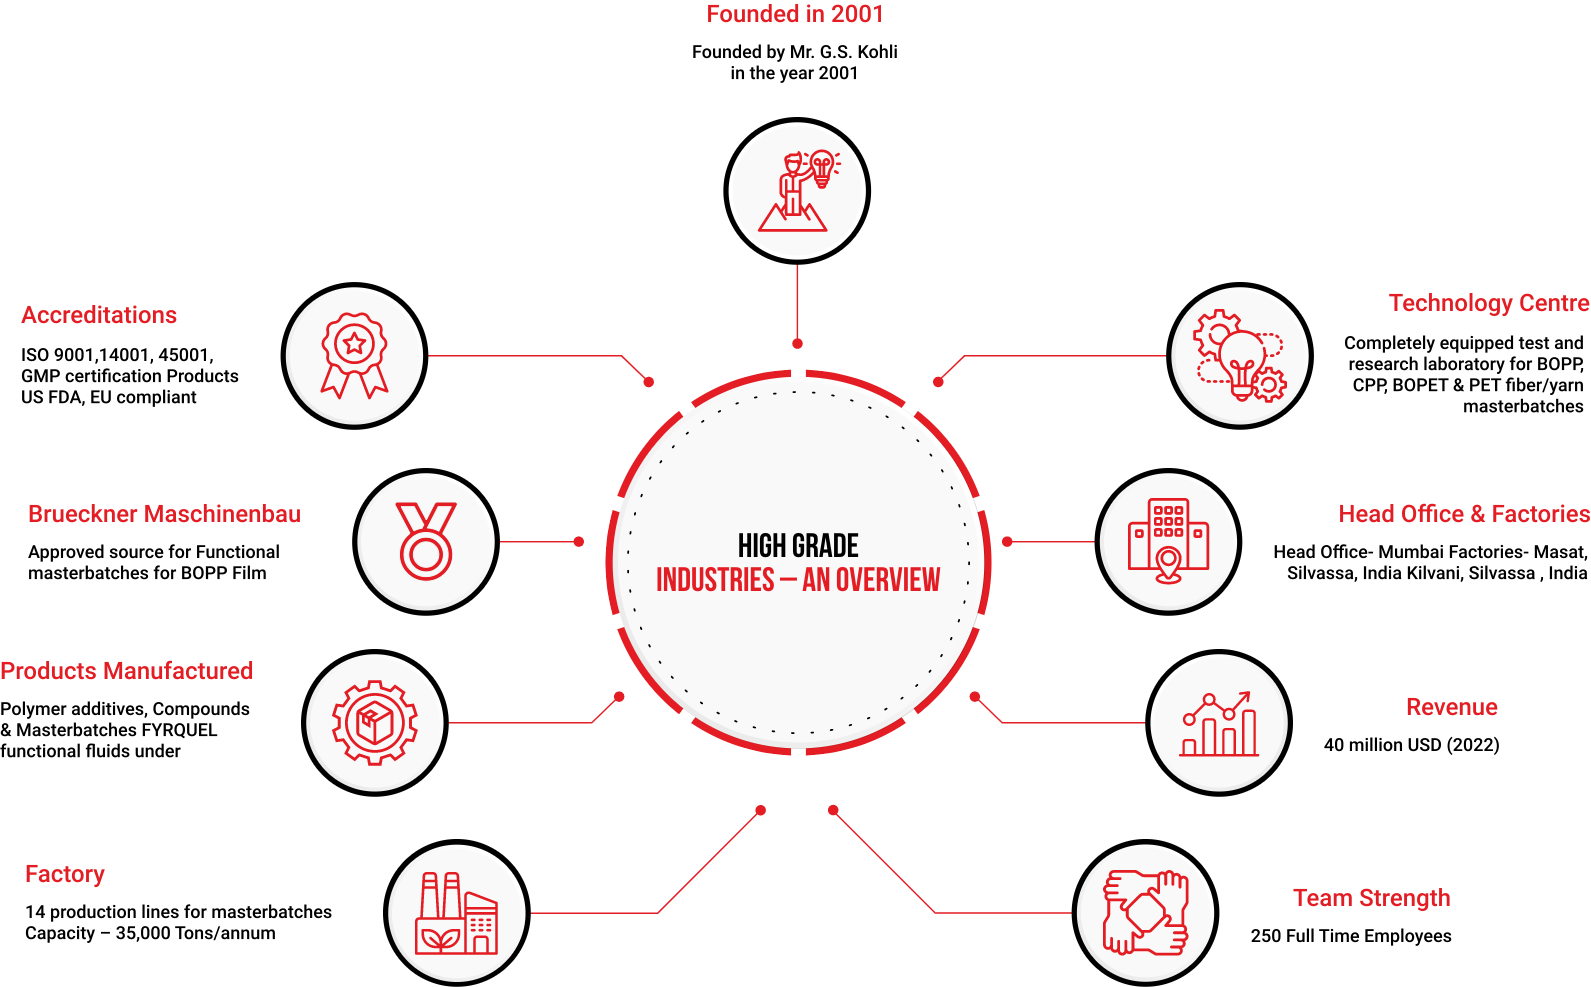 Founded in 2001
Founded by Mr. G.S. Kohli
in the year 2001
Accreditations
ISO 9001,14001, 45001,
GMP certification Products
US FDA, EU compliant
Technology Centre
Completely equipped test and
research laboratory for BOPP,
CPP, BOPET & PET fiber/yarn
masterbatches
Brueckner Maschinenbau
Approved source for Functional
masterbatches for BOPP Film
HIGH GRADE
INDUSTRIES – AN OVERVIEW
Head Office & Factories
Head Office- Mumbai Factories- Masat,
Silvassa, India Kilvani, Silvassa , India
Products Manufactured
Polymer additives, Compounds
& Masterbatches FYRQUEL
functional fluids under
Revenue
40 million USD (2022)
Factory
14 production lines for masterbatches
Capacity – 35,000 Tons/annum
Team Strength
250 Full Time Employees